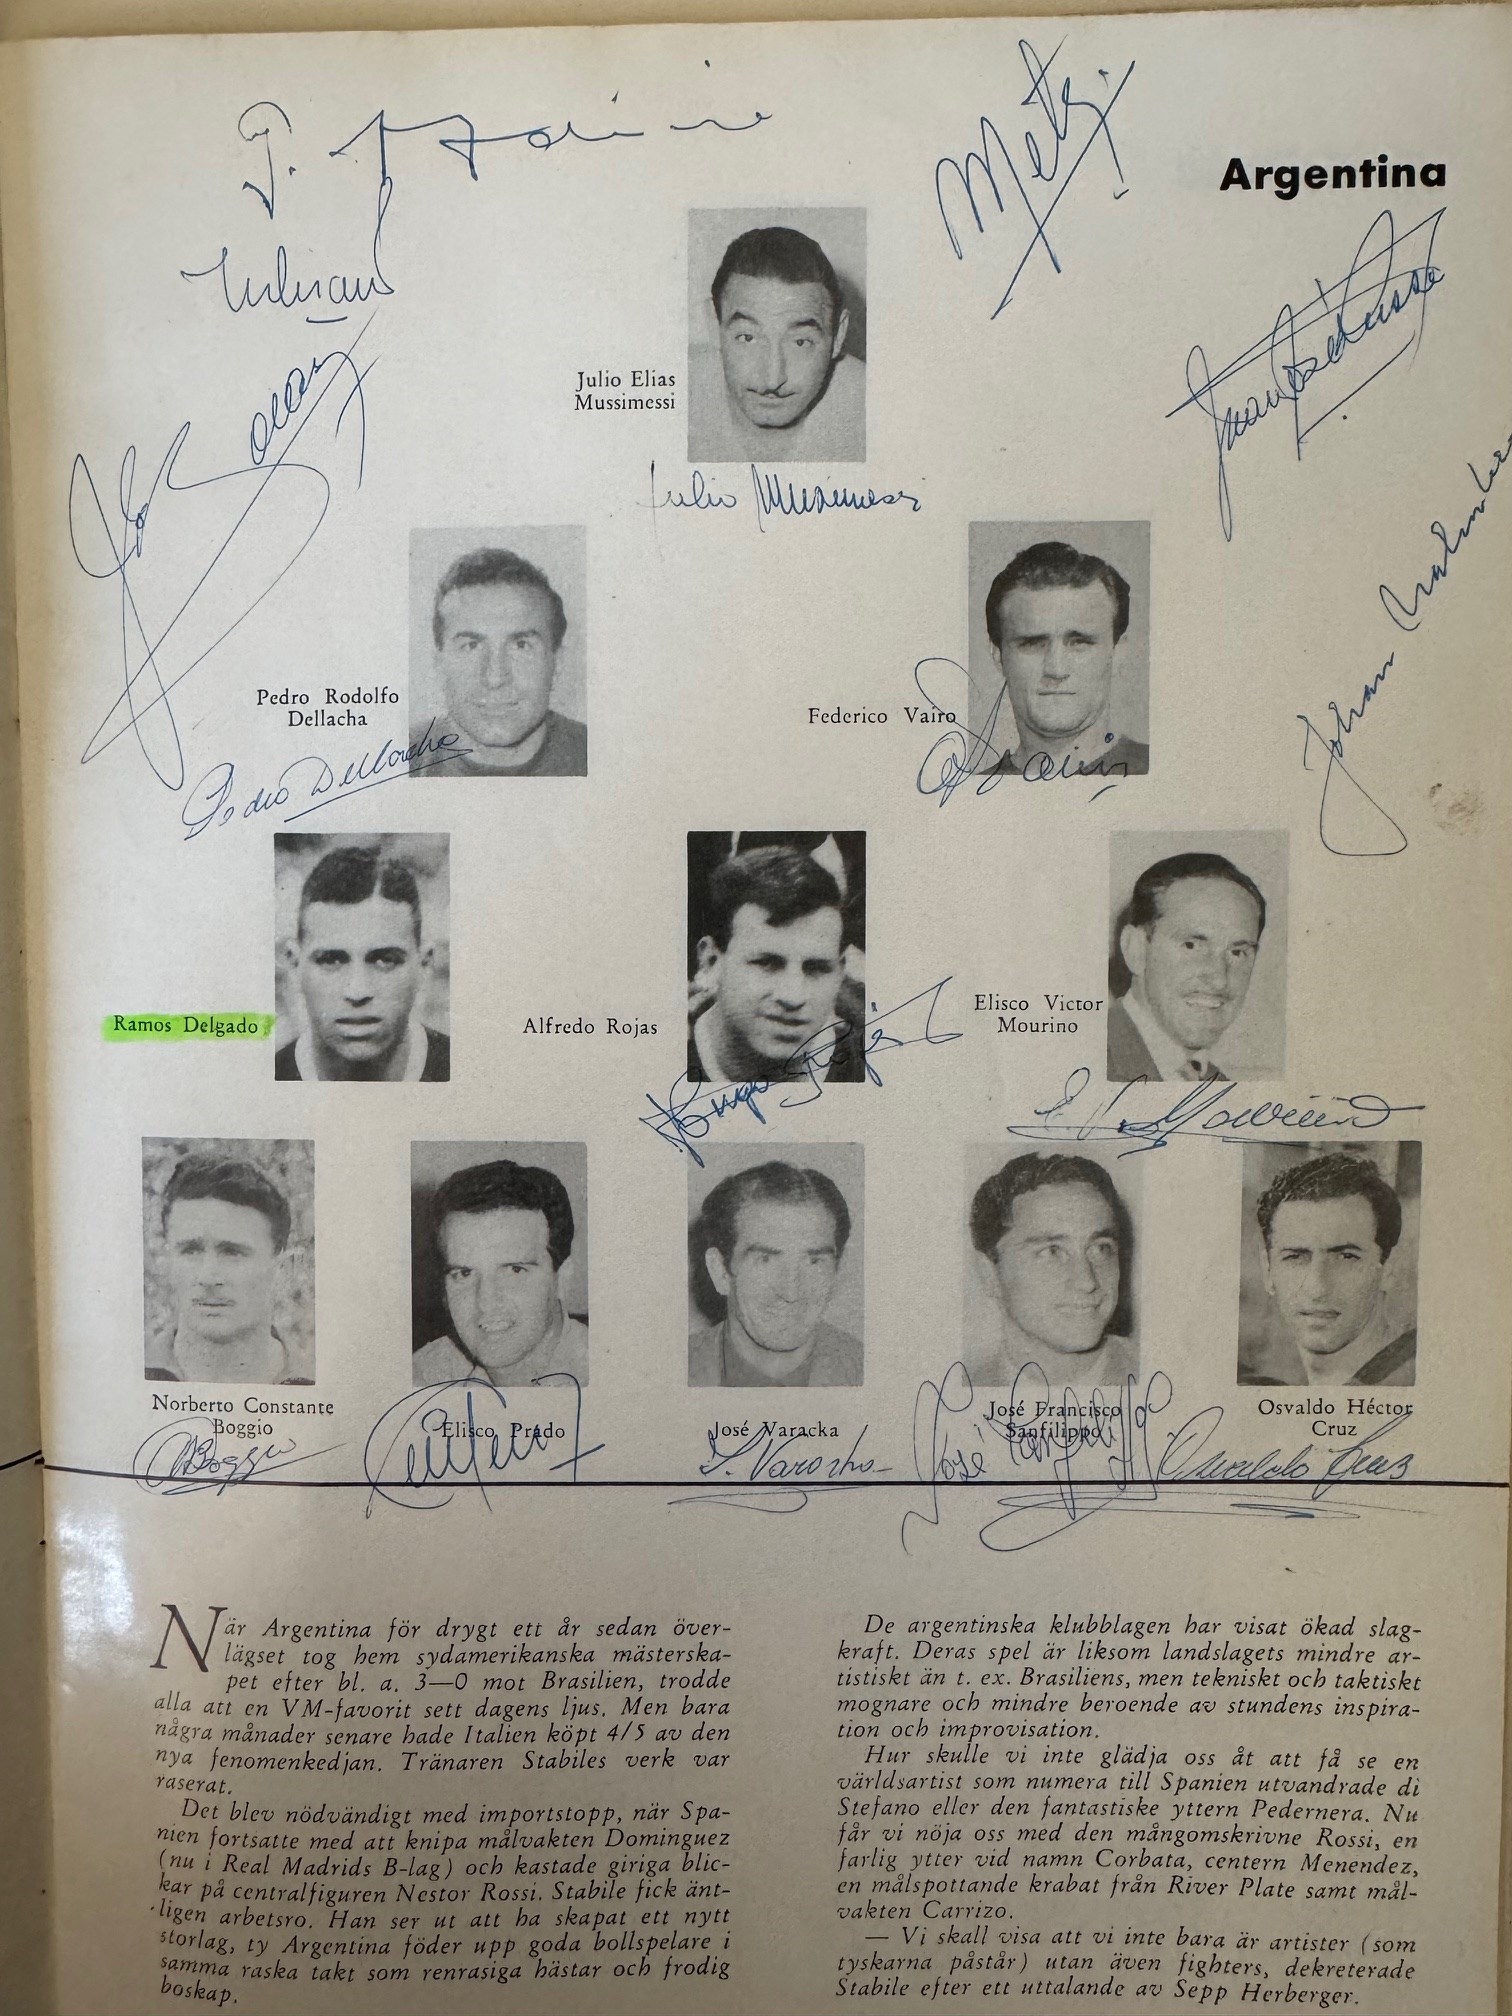 Argentina
Julio Elias
Mussimessi
Julio Mussimessi
Pedro Rodolfo
Dellacha
Federico Vairo
Johan
Pedro Dellacha
Ramos Delgado
Alfredo Rojas
Elisco Victor
Mourino
Norberto Constante
Boggio
Elisco Prado
José Varacka
José Francisco
Sanfilippo
Osvaldo Héctor
Cruz
Boggio
J. Varacka
José Sanfilippo
Osvaldo Cruz
När Argentina för drygt ett år sedan över-
lägset tog hem sydamerikanska mästerska-
pet efter bl. a. 3—0 mot Brasilien, trodde
alla att en VM-favorit sett dagens ljus. Men bara
några månader senare hade Italien köpt 4/5 av den
nya fenomenkedjan. Tränaren Stabiles verk var
raserat.
Det blev nödvändigt med importstopp, när Spa-
nien fortsatte med att knipa målvakten Dominguez
(nu i Real Madrids B-lag) och kastade giriga blic-
kar på centralfiguren Nestor Rossi. Stabile fick änt-
ligen arbetsro. Han ser ut att ha skapat ett nytt
storlag, ty Argentina föder upp goda bollspelare i
samma raska takt som renrasiga hästar och frodig
boskap.
De argentinska klubblagen har visat ökad slag-
kraft. Deras spel är liksom landslagets mindre ar-
tistiskt än t. ex. Brasiliens, men tekniskt och taktiskt
mognare och mindre beroende av stundens inspira-
tion och improvisation.
Hur skulle vi inte glädja oss åt att få se en
världsartist som numera till Spanien utvandrade di
Stefano eller den fantastiske yttern Pedernera. Nu
får vi nöja oss med den mångomskrivne Rossi, en
farlig ytter vid namn Corbata, centern Menendez,
en målspottande krabat från River Plate samt mål-
vakten Carrizo.
— Vi skall visa att vi inte bara är artister (som
tyskarna påstår) utan även fighters, dekreterade
Stabile efter ett uttalande av Sepp Herberger.